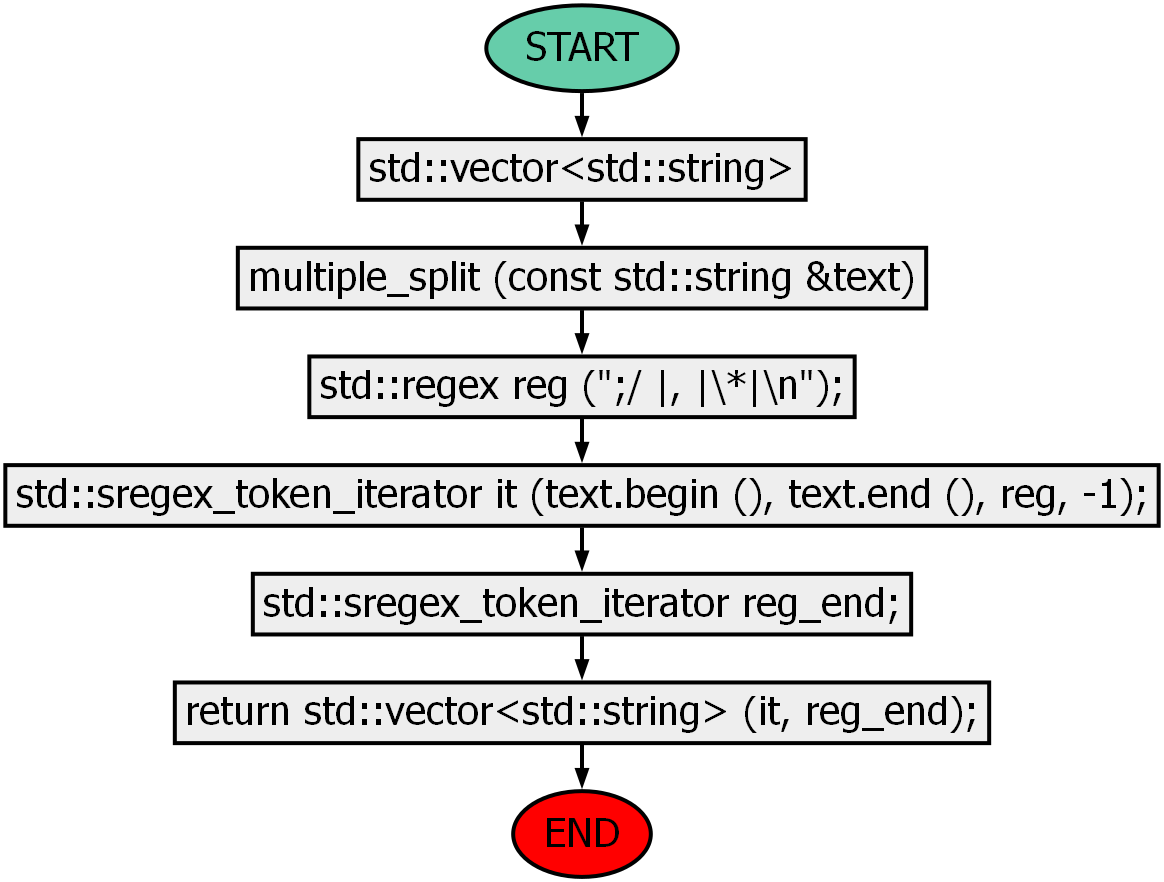 START
std::vector<std::string>
multiple_split (const std::string &text)
std::regex reg (";/ |, |\*|\n");
std::sregex_token_iterator it (text.begin (), text.end (), reg, -1);
std::sregex_token_iterator reg_end;
return std::vector<std::string> (it, reg_end);
END